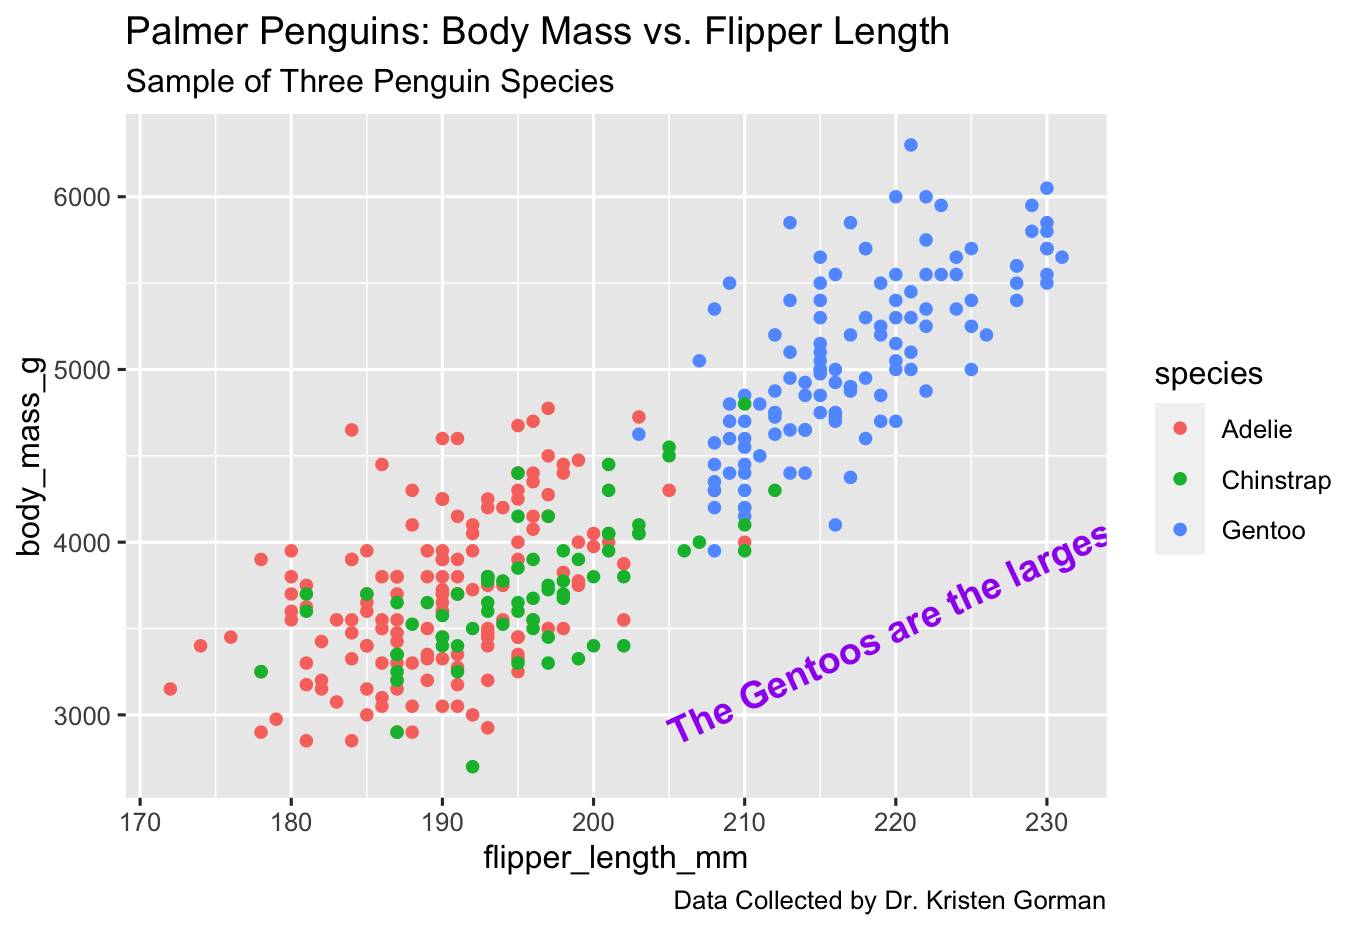 Palmer Penguins: Body Mass vs. Flipper Length
Sample of Three Penguin Species
body_mass_g
6000
5000
4000
3000
The Gentoos are the larges
170 180 190 200 210 220 230
flipper_length_mm
species
Adelie
Chinstrap
Gentoo
Data Collected by Dr. Kristen Gorman